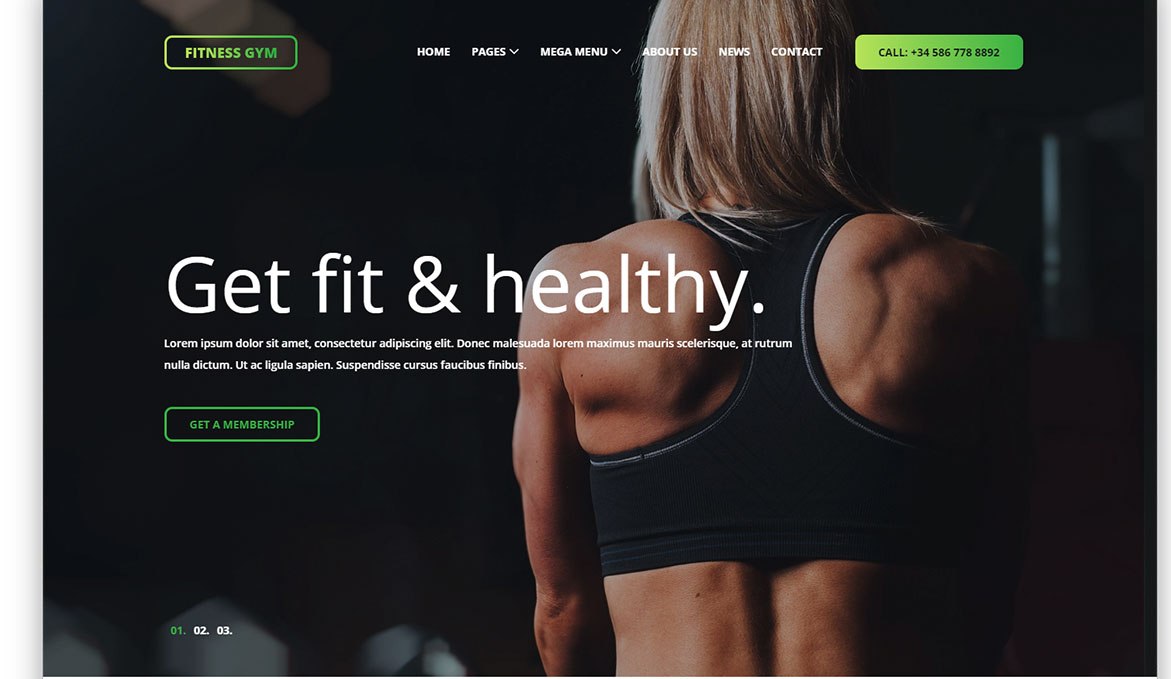 FITNESS GYM
HOME PAGES MEGA MENU ABOUT US NEWS CONTACT
CALL: +34 586 778 8892
Get fit & healthy.
Lorem ipsum dolor sit amet, consectetur adipiscing elit. Donec malesuada lorem maximus mauris scelerisque, at rutrum
nulla dictum. Ut ac ligula sapien. Suspendisse cursus faucibus finibus.
GET A MEMBERSHIP
01. 02. 03.